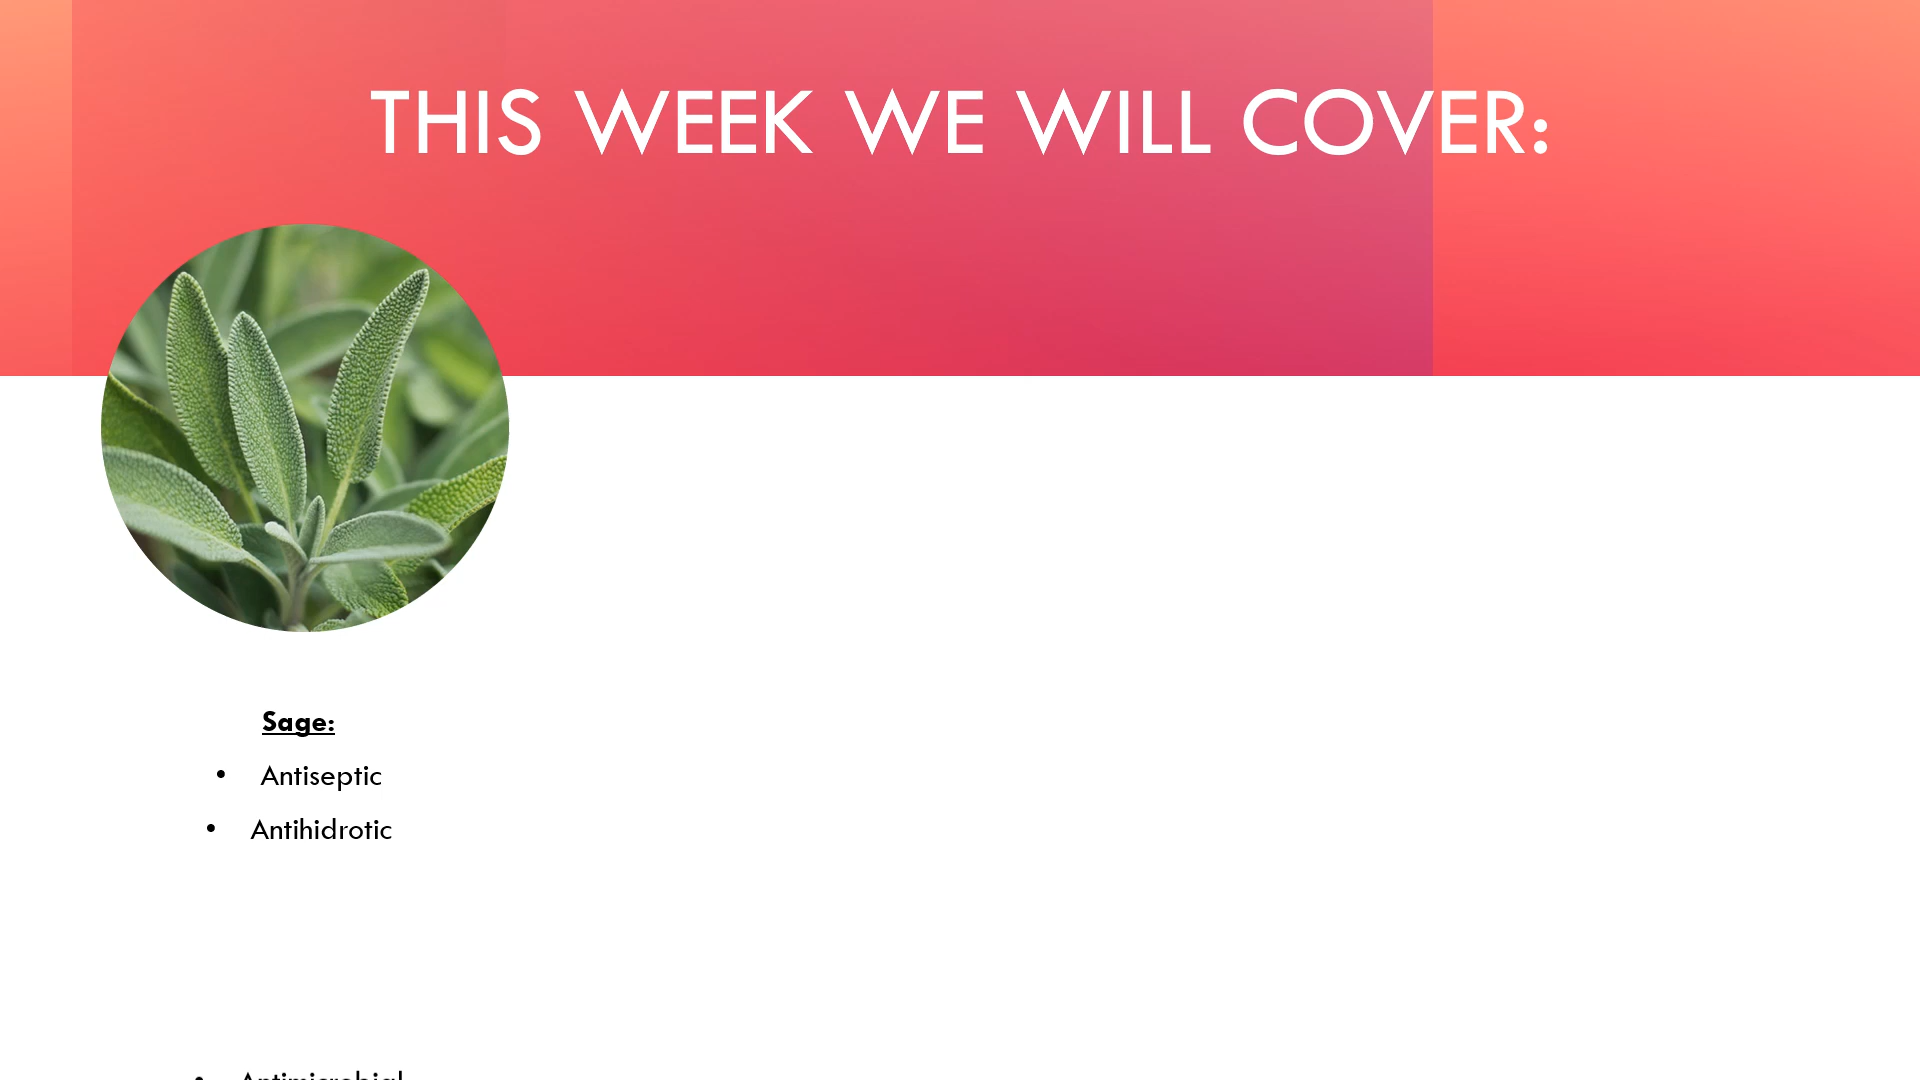 THIS WEEK WE WILL COVER:
Sage:
• Antiseptic
• Antihidrotic
• Antimicrobial